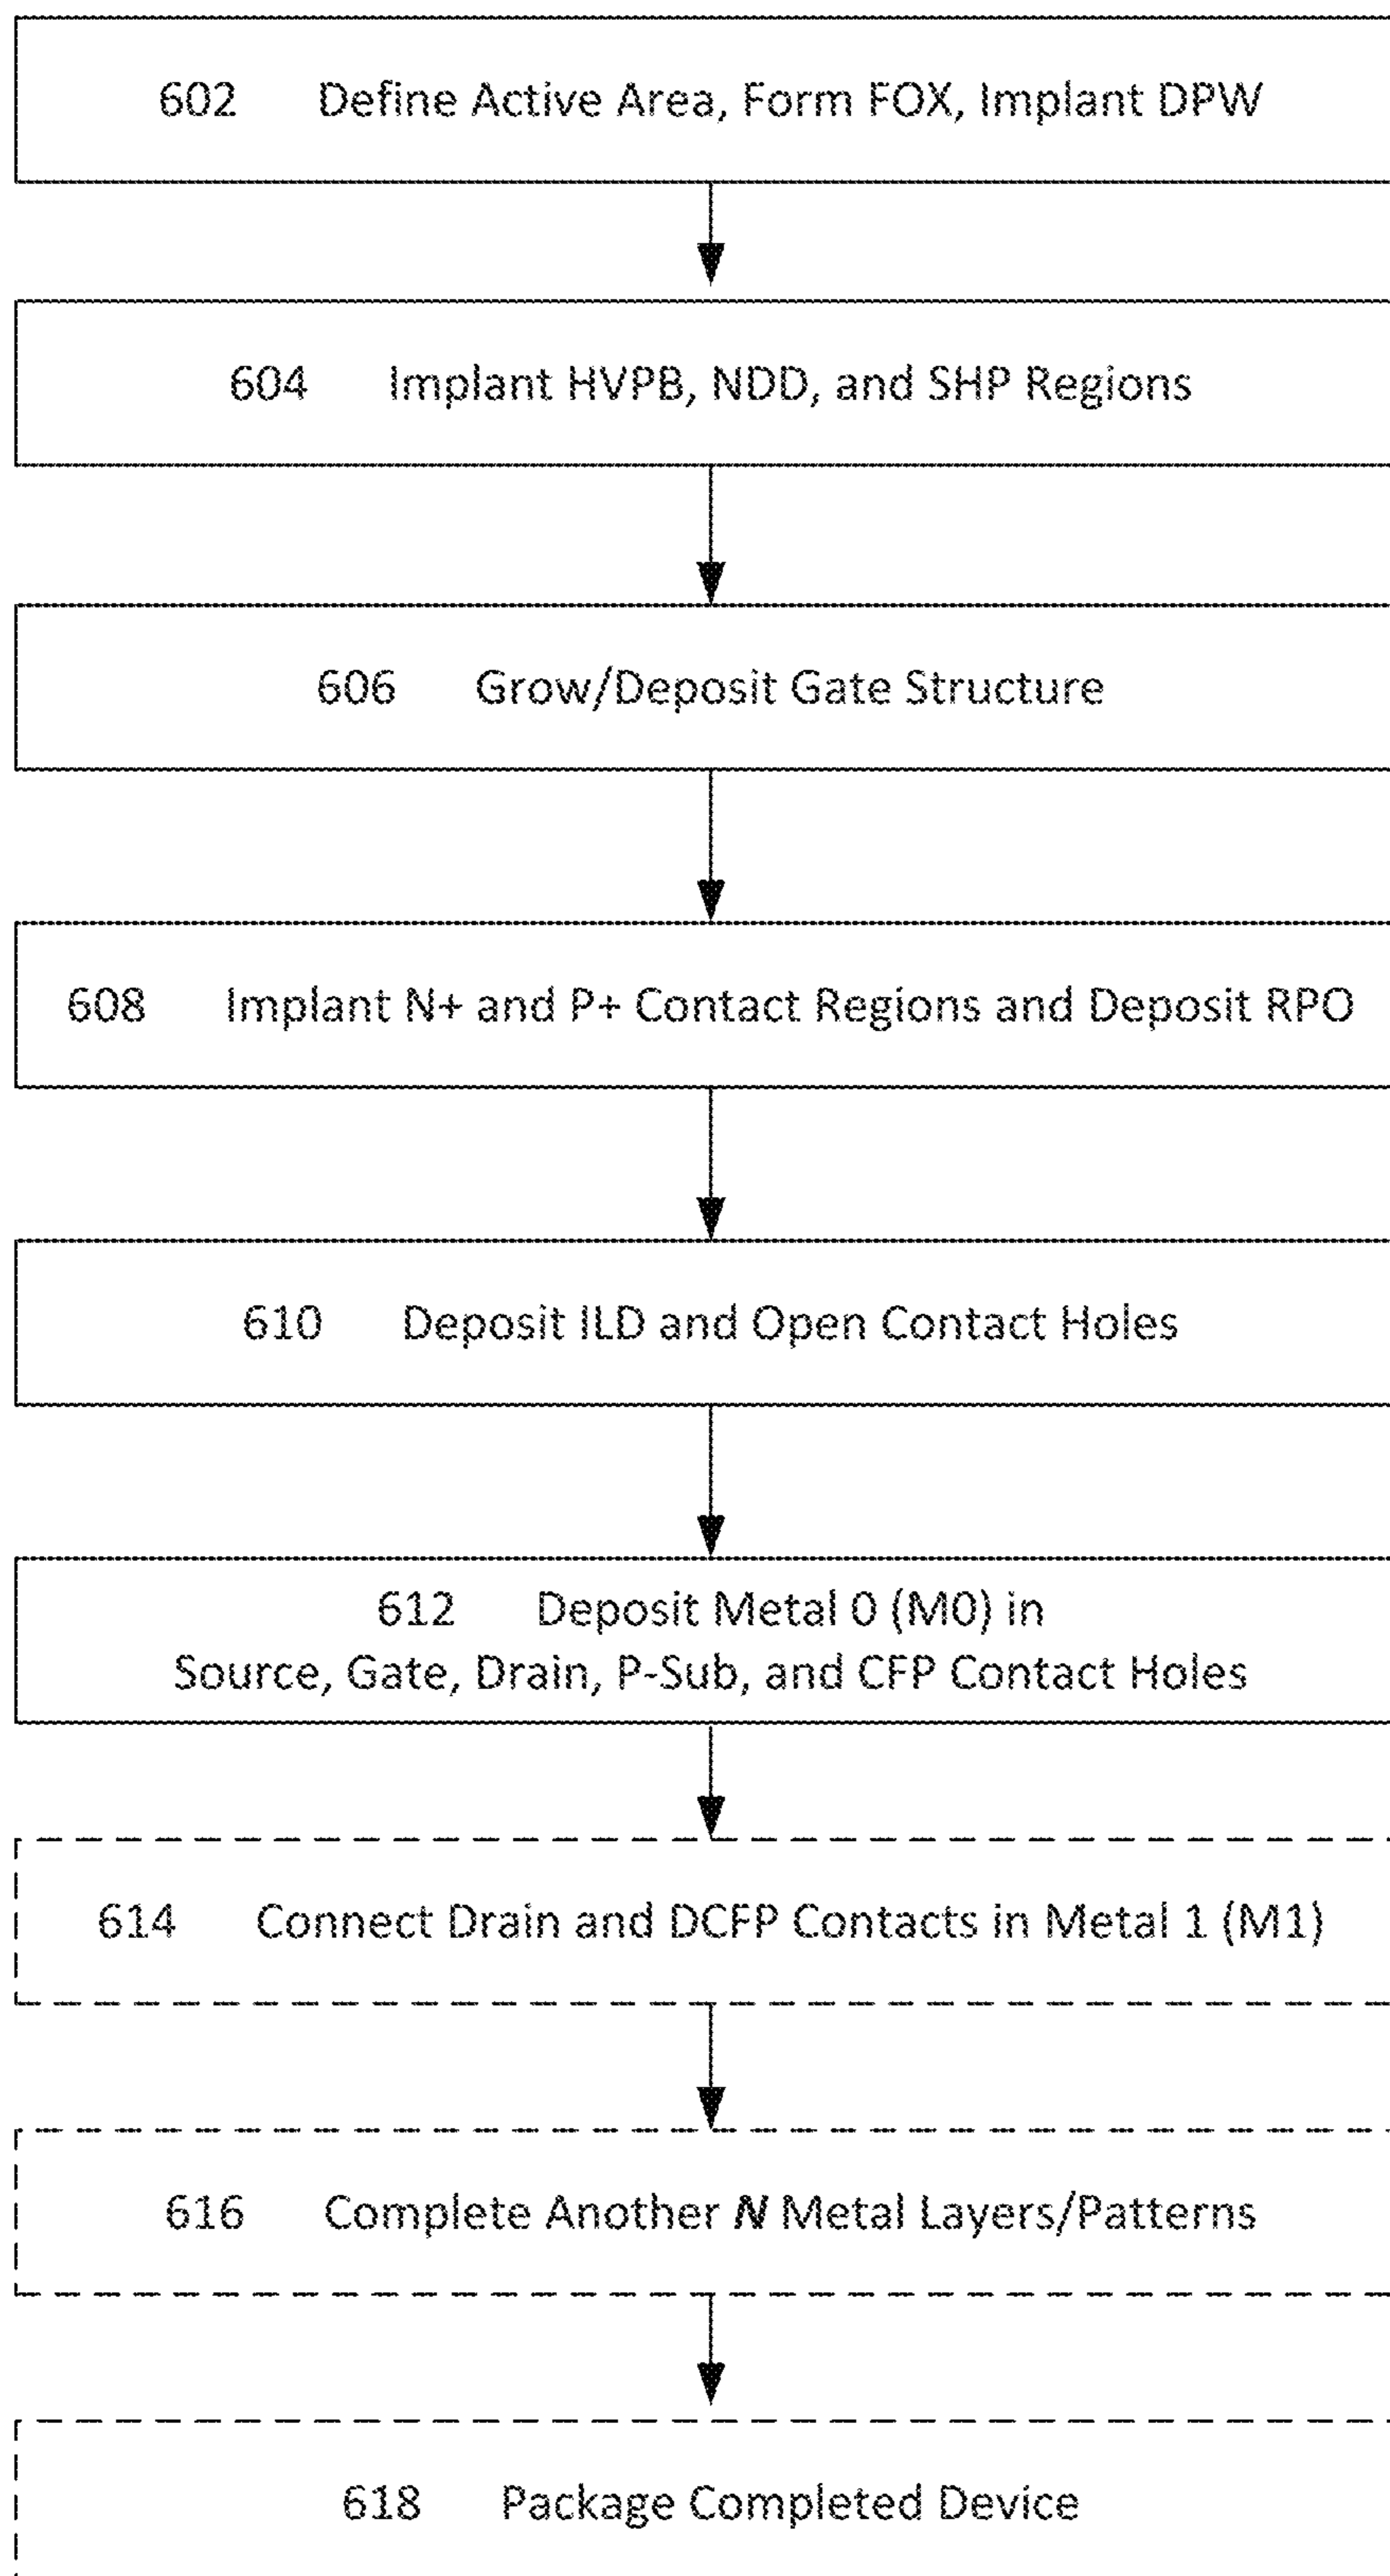 602 Define Active Area, Form FOX, Implant DPW
604 Implant HVPB, NDD, and SHP Regions
606 Grow/Deposit Gate Structure
608 Implant N+ and P+ Contact Regions and Deposit RPO
610 Deposit ILD and Open Contact Holes
612 Deposit Metal 0 (M0) in
Source, Gate, Drain, P-Sub, and CFP Contact Holes
614 Connect Drain and DCFP Contacts in Metal 1 (M1)
616 Complete Another N Metal Layers/Patterns
618 Package Completed Device